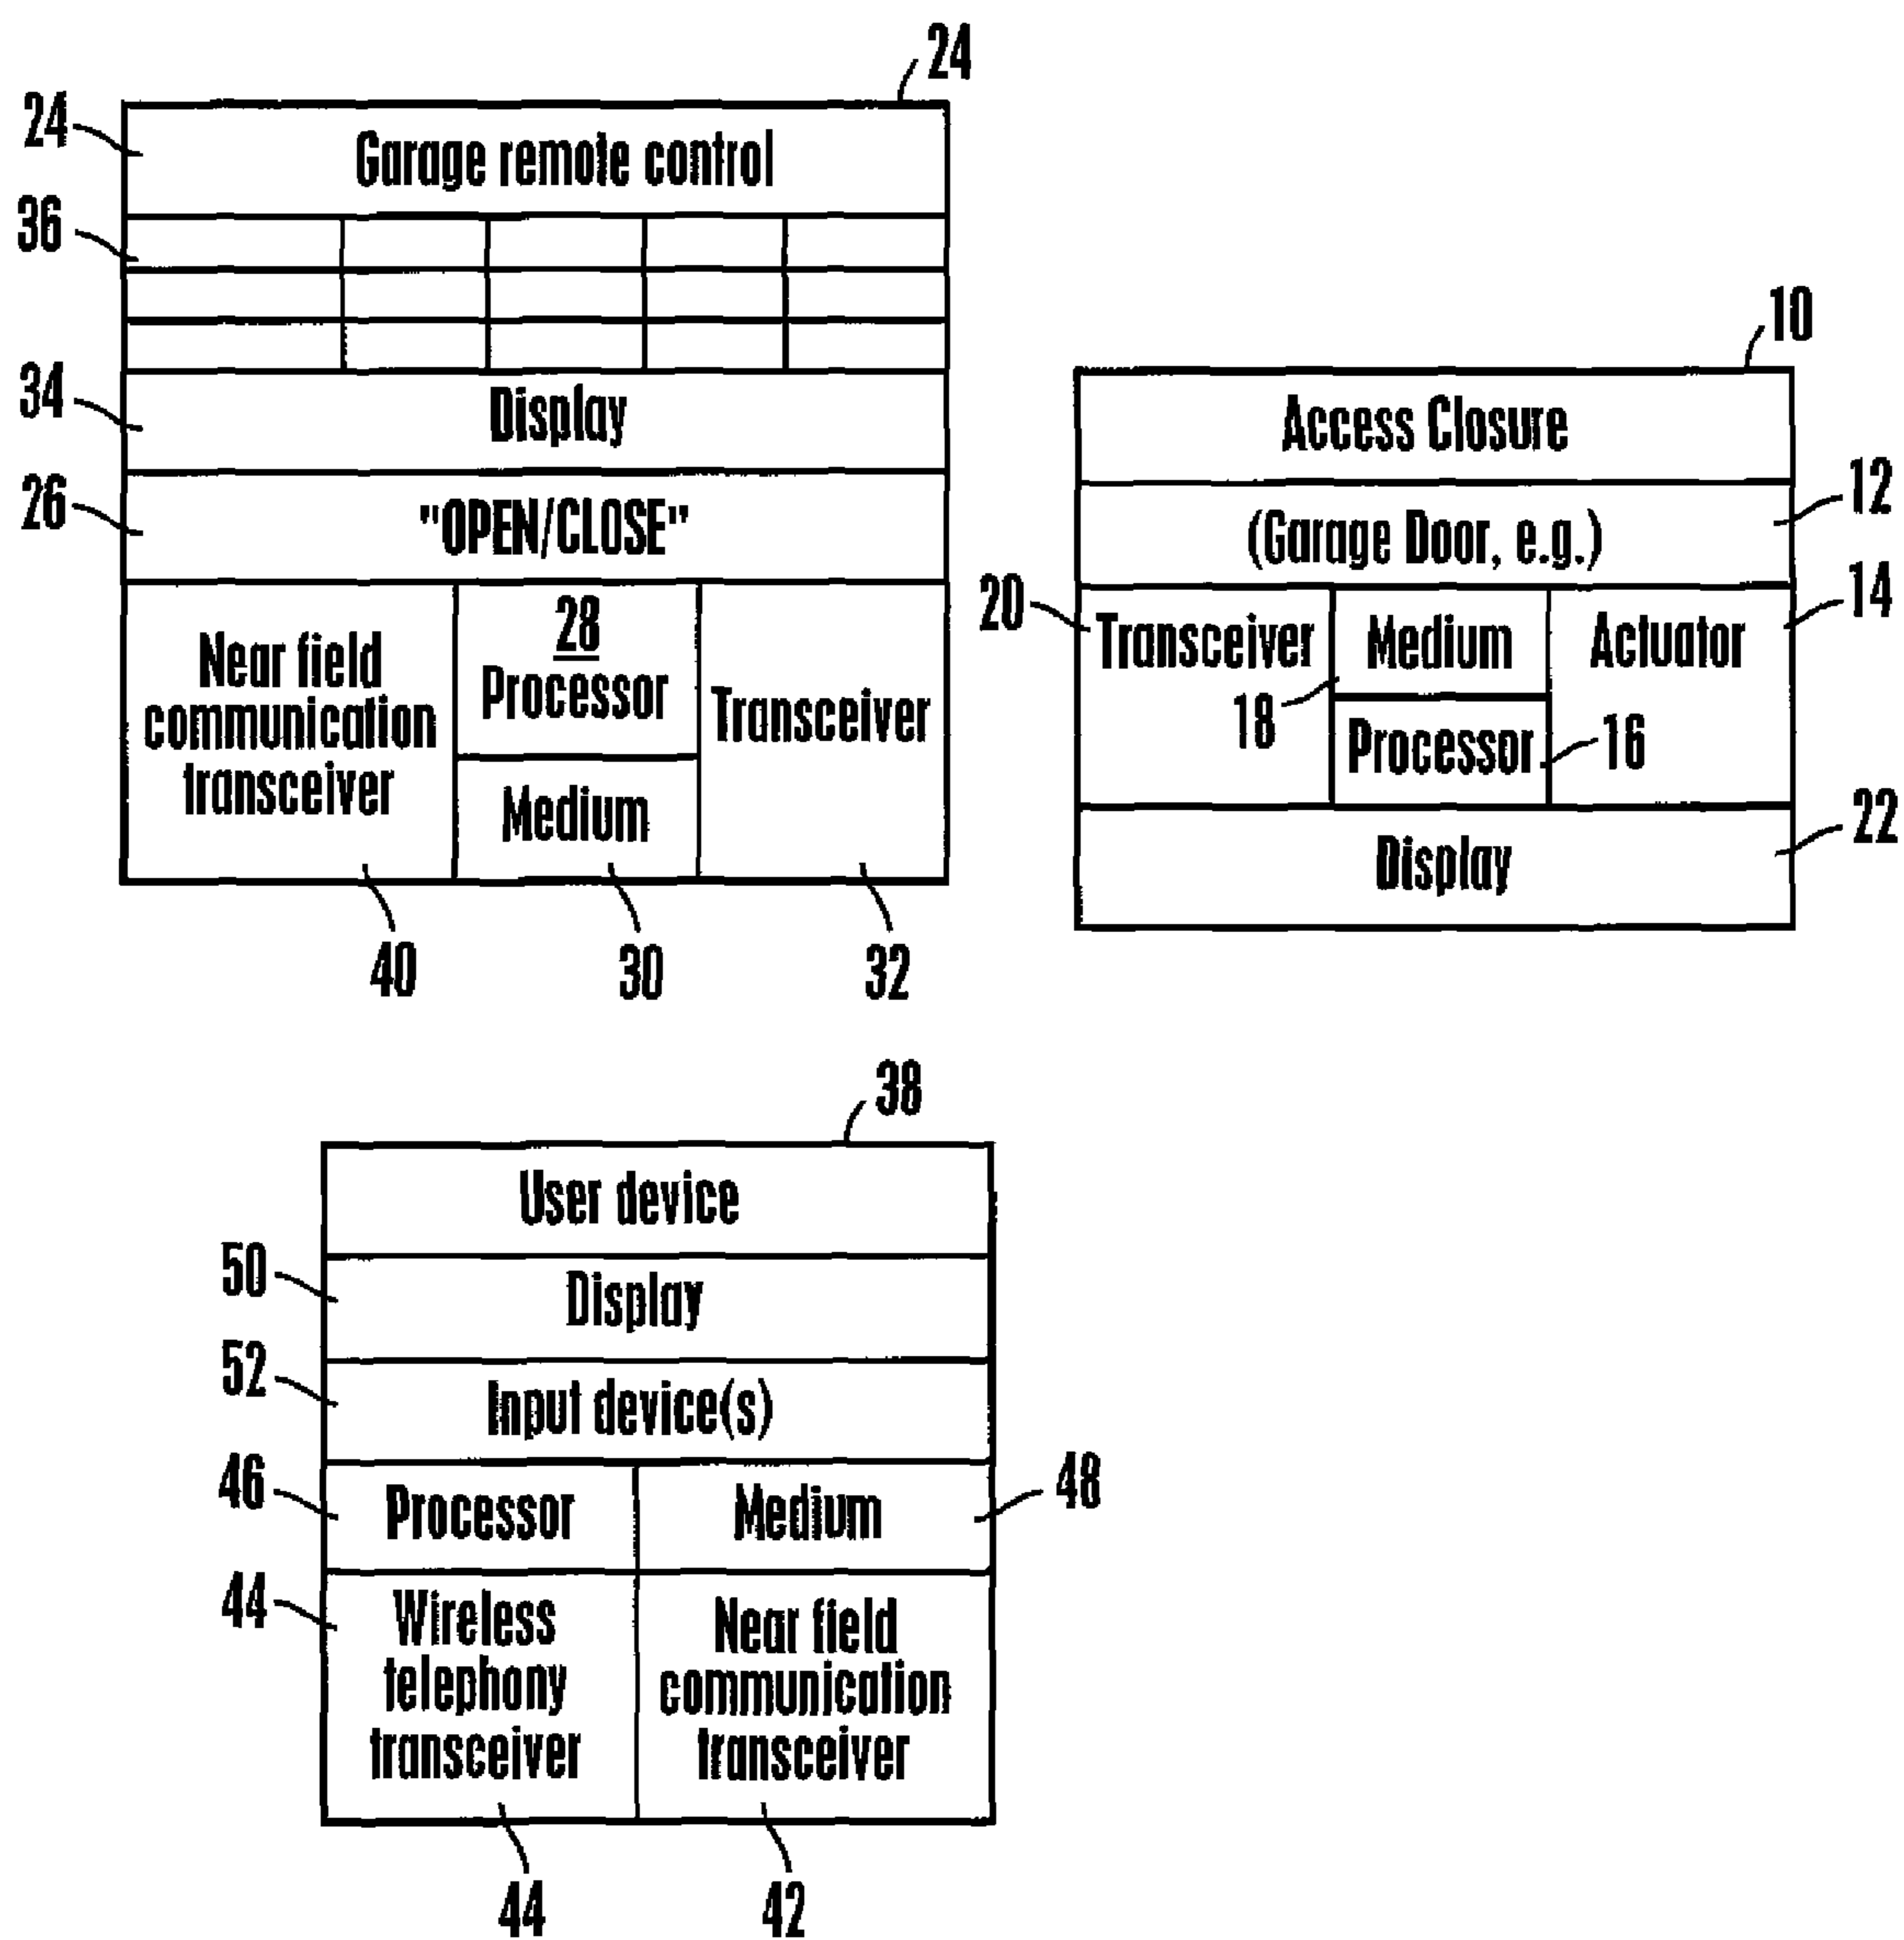 24
24
Garage remote control
36
34
Display
26
"OPEN/CLOSE"
Near field
communication
transceiver
28
Processor
Medium
Transceiver
40
30
32
10
Access Closure
12
(Garage Door, e.g.)
20
Transceiver
Medium
Actuator
14
18
Processor
16
Display
22
38
User device
50
Display
52
Input device(s)
46
Processor
Medium
48
44
Wireless
telephony
transceiver
Near field
communication
transceiver
44
42